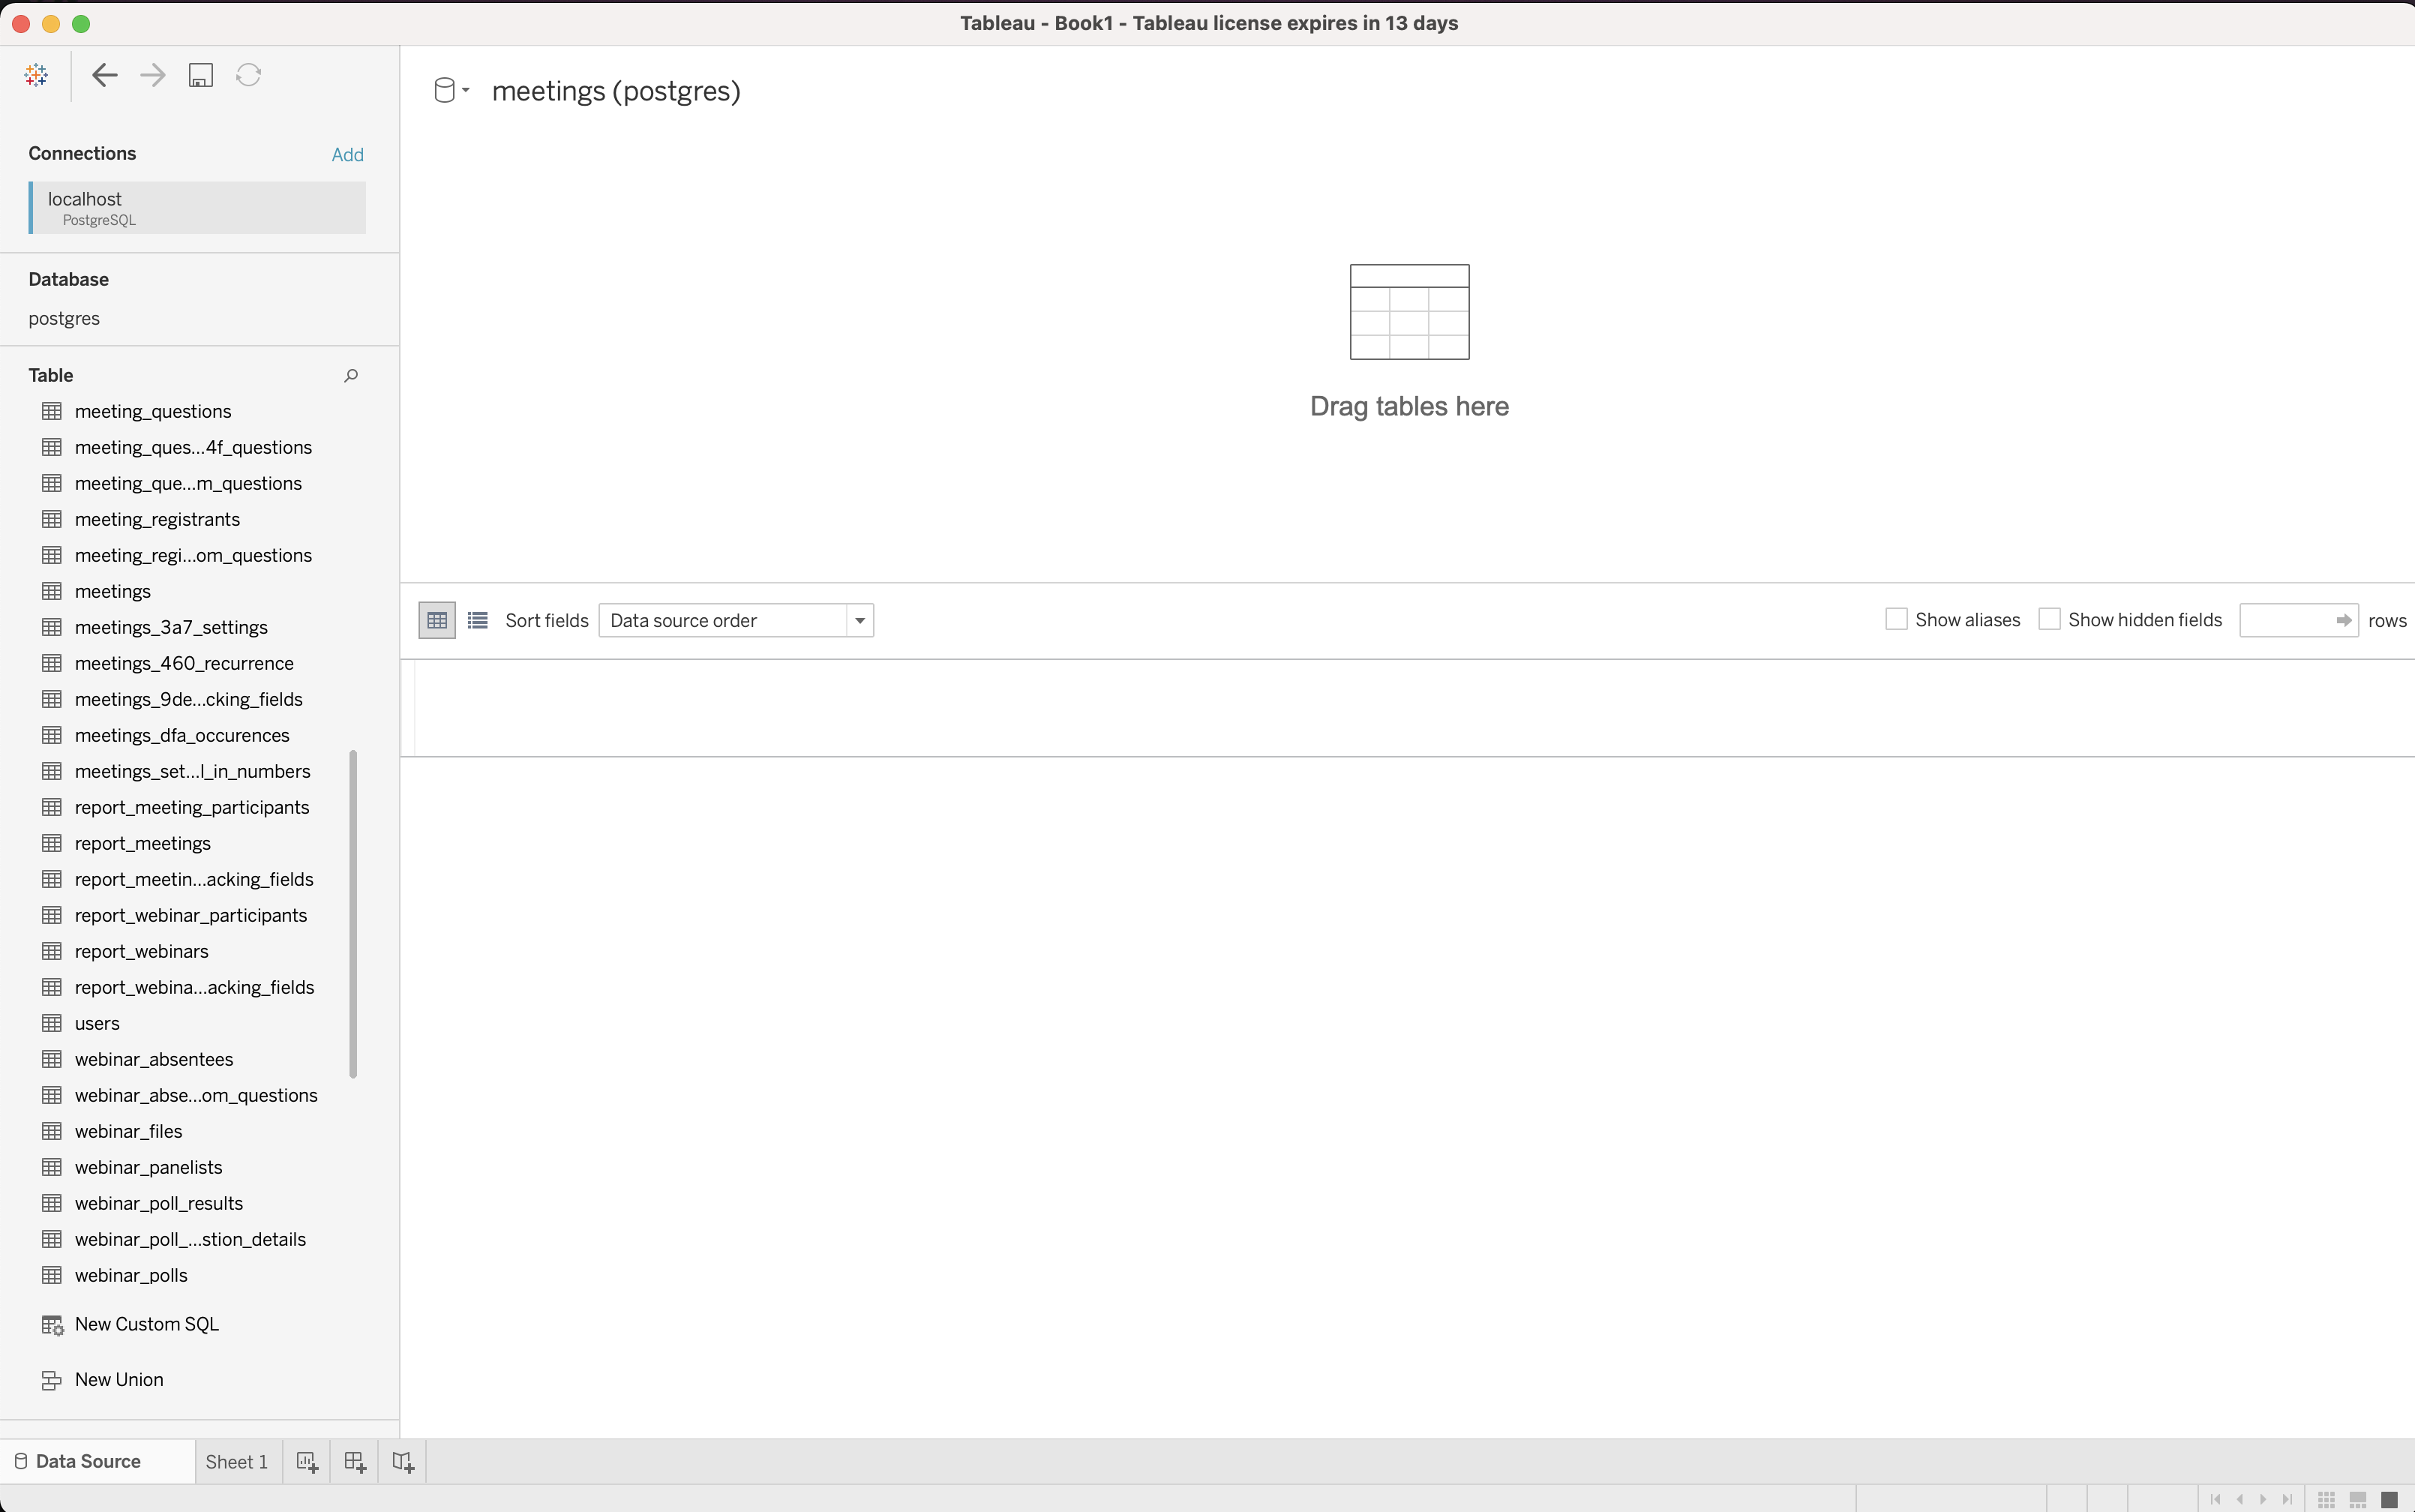 Tableau - Book1 - Tableau license expires in 13 days
meetings (postgres)
Connections
Add
localhost
PostgreSQL
Database
postgres
Table
meeting_questions
meeting_ques...4f_questions
meeting_que...m_questions
meeting_registrants
meeting_regi...om_questions
meetings
meetings_3a7_settings
meetings_460_recurrence
meetings_9de...cking_fields
meetings_dfa_occurences
meetings_set...l_in_numbers
report_meeting_participants
report_meetings
report_meetin...acking_fields
report_webinar_participants
report_webinars
report_webina...acking_fields
users
webinar_absentees
webinar_abse...om_questions
webinar_files
webinar_panelists
webinar_poll_results
webinar_poll_...stion_details
webinar_polls
New Custom SQL
New Union
Drag tables here
Sort fields
Data source order
Show aliases
Show hidden fields
rows
Data Source
Sheet 1